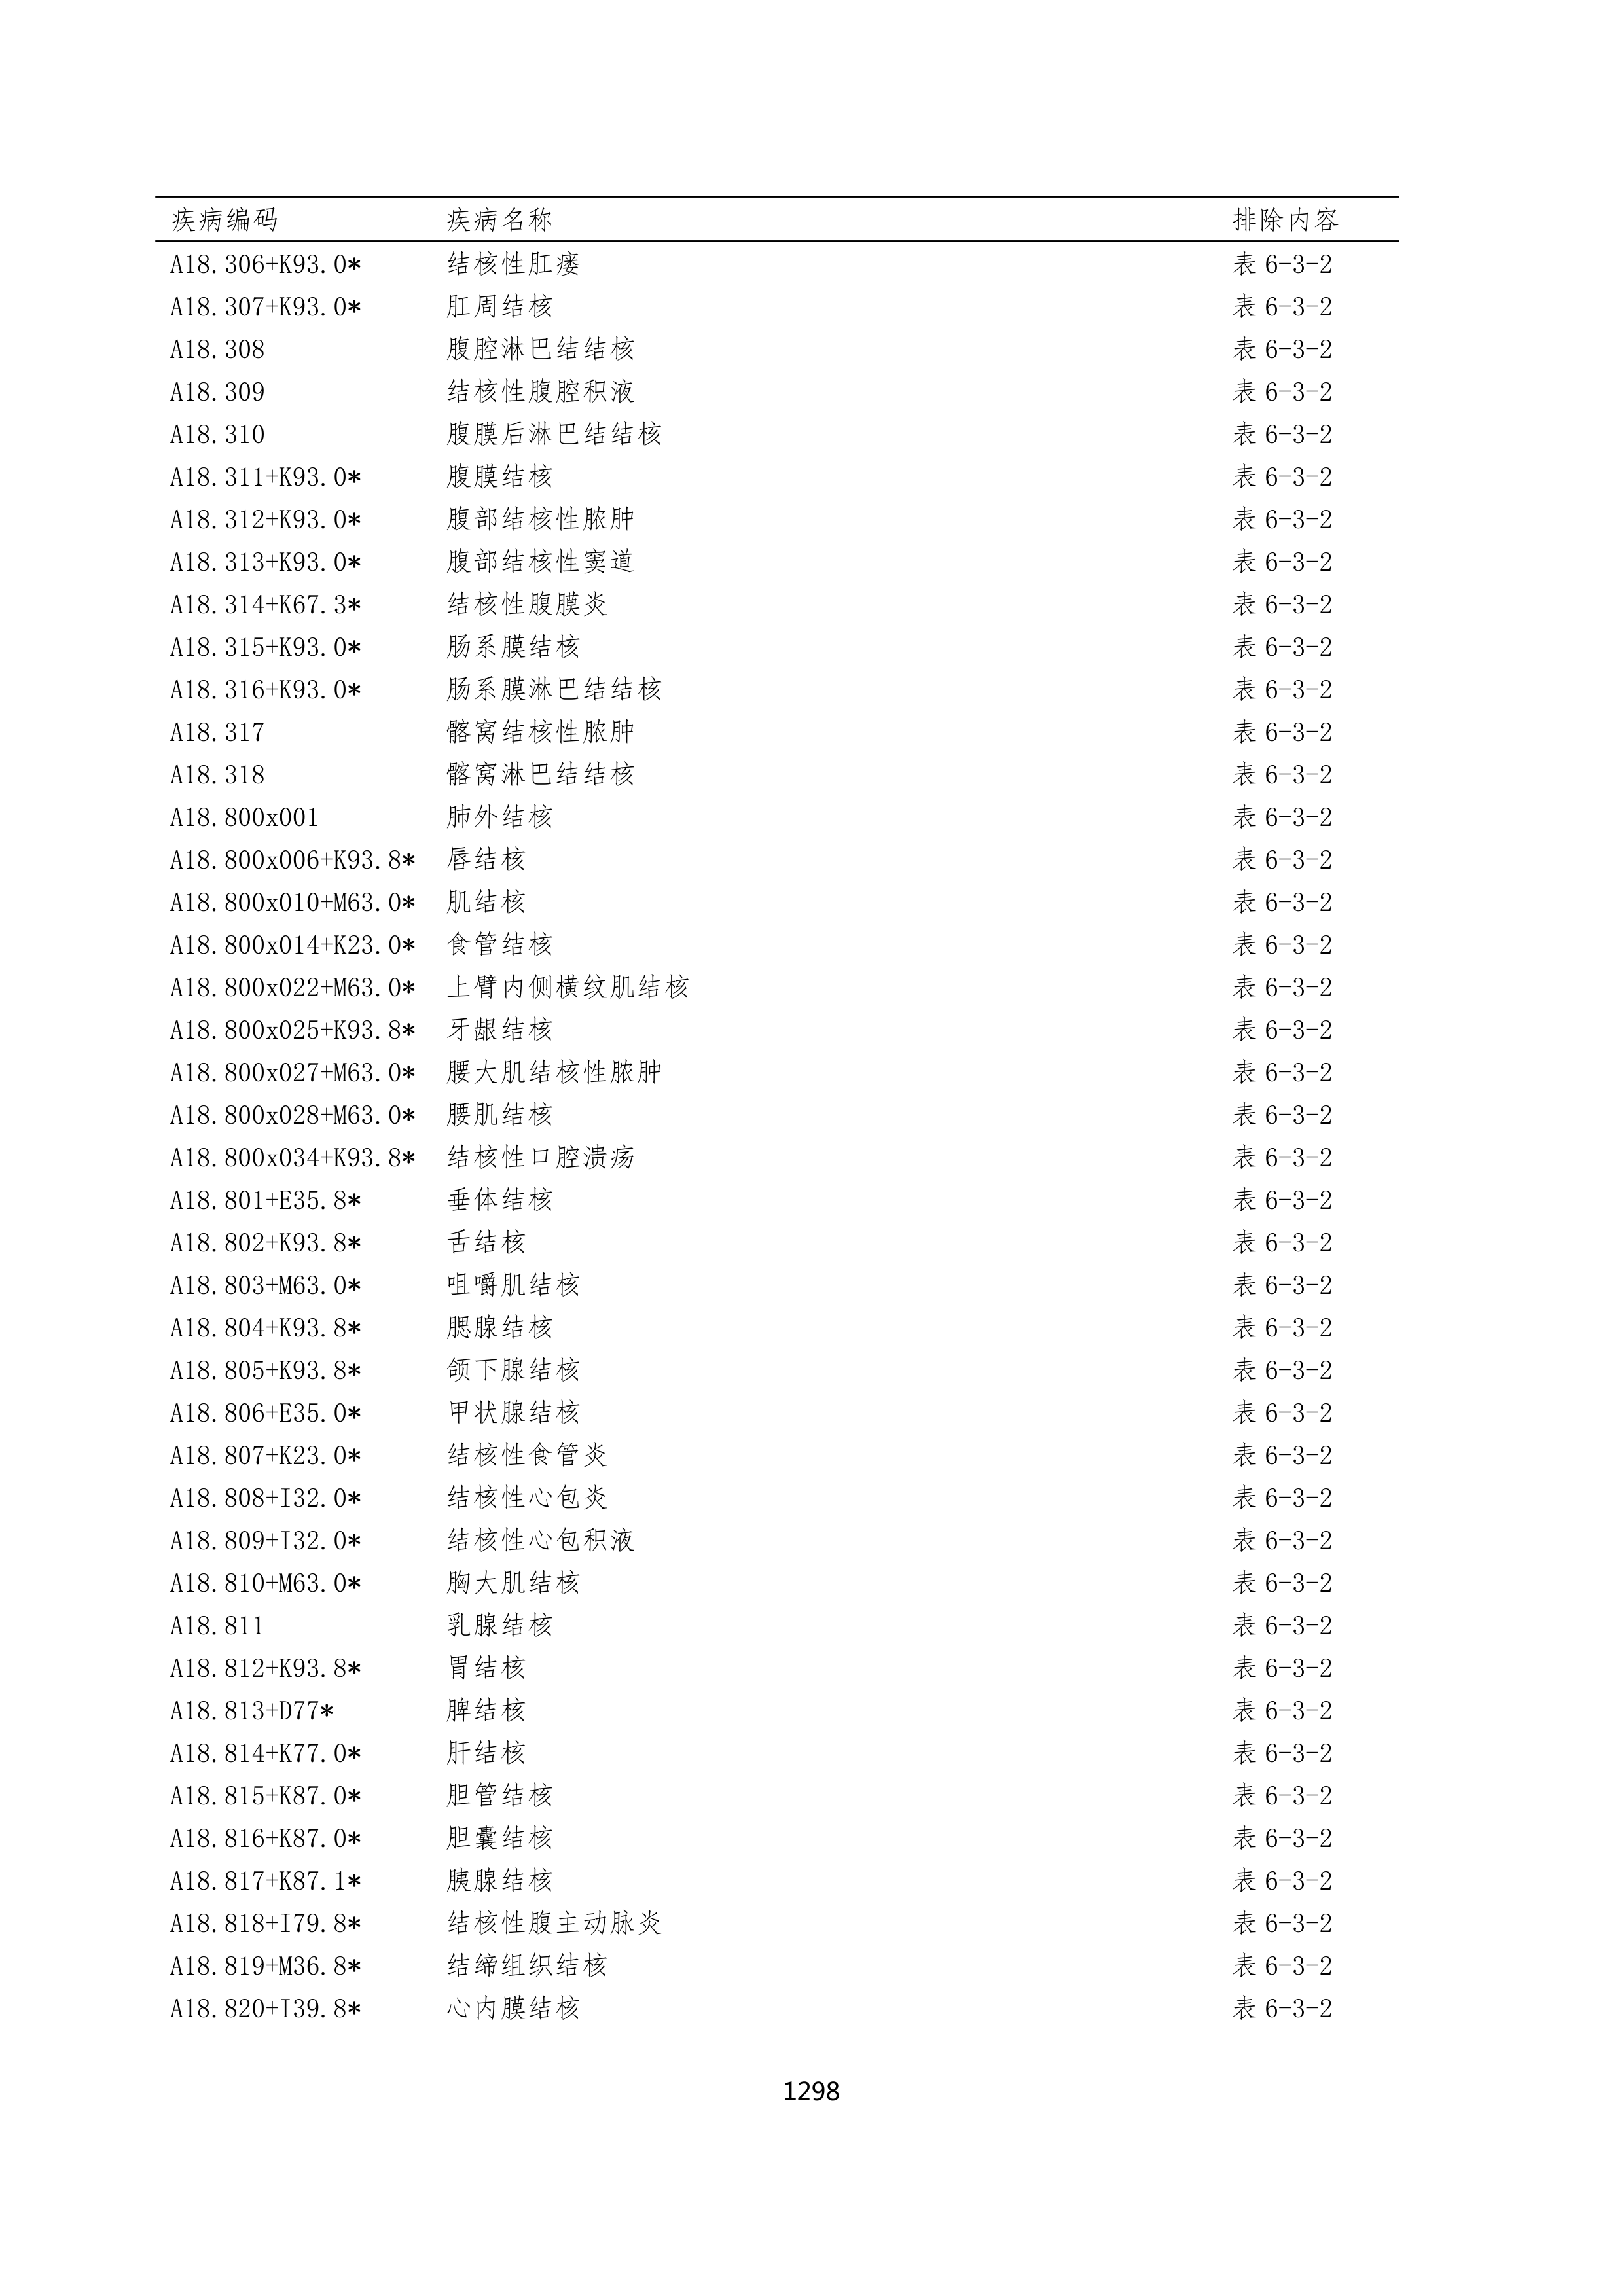 疾病编码 疾病名称 排除内容
A18.306+K93.0* 结核性肛瘘 表 6-3-2
A18.307+K93.0* 肛周结核 表 6-3-2
A18.308 腹腔淋巴结结核 表 6-3-2
A18.309 结核性腹腔积液 表 6-3-2
A18.310 腹膜后淋巴结结核 表 6-3-2
A18.311+K93.0* 腹膜结核 表 6-3-2
A18.312+K93.0* 腹部结核性脓肿 表 6-3-2
A18.313+K93.0* 腹部结核性窦道 表 6-3-2
A18.314+K67.3* 结核性腹膜炎 表 6-3-2
A18.315+K93.0* 肠系膜结核 表 6-3-2
A18.316+K93.0* 肠系膜淋巴结结核 表 6-3-2
A18.317 髂窝结核性脓肿 表 6-3-2
A18.318 髂窝淋巴结结核 表 6-3-2
A18.800x001 肺外结核 表 6-3-2
A18.800x006+K93.8* 唇结核 表 6-3-2
A18.800x010+M63.0* 肌结核 表 6-3-2
A18.800x014+K23.0* 食管结核 表 6-3-2
A18.800x022+M63.0* 上臂内侧横纹肌结核 表 6-3-2
A18.800x025+K93.8* 牙龈结核 表 6-3-2
A18.800x027+M63.0* 腰大肌结核性脓肿 表 6-3-2
A18.800x028+M63.0* 腰肌结核 表 6-3-2
A18.800x034+K93.8* 结核性口腔溃疡 表 6-3-2
A18.801+E35.8* 垂体结核 表 6-3-2
A18.802+K93.8* 舌结核 表 6-3-2
A18.803+M63.0* 咀嚼肌结核 表 6-3-2
A18.804+K93.8* 腮腺结核 表 6-3-2
A18.805+K93.8* 颌下腺结核 表 6-3-2
A18.806+E35.0* 甲状腺结核 表 6-3-2
A18.807+K23.0* 结核性食管炎 表 6-3-2
A18.808+I32.0* 结核性心包炎 表 6-3-2
A18.809+I32.0* 结核性心包积液 表 6-3-2
A18.810+M63.0* 胸大肌结核 表 6-3-2
A18.811 乳腺结核 表 6-3-2
A18.812+K93.8* 胃结核 表 6-3-2
A18.813+D77* 脾结核 表 6-3-2
A18.814+K77.0* 肝结核 表 6-3-2
A18.815+K87.0* 胆管结核 表 6-3-2
A18.816+K87.0* 胆囊结核 表 6-3-2
A18.817+K87.1* 胰腺结核 表 6-3-2
A18.818+I79.8* 结核性腹主动脉炎 表 6-3-2
A18.819+M36.8* 结缔组织结核 表 6-3-2
A18.820+I39.8* 心内膜结核 表 6-3-2
1298